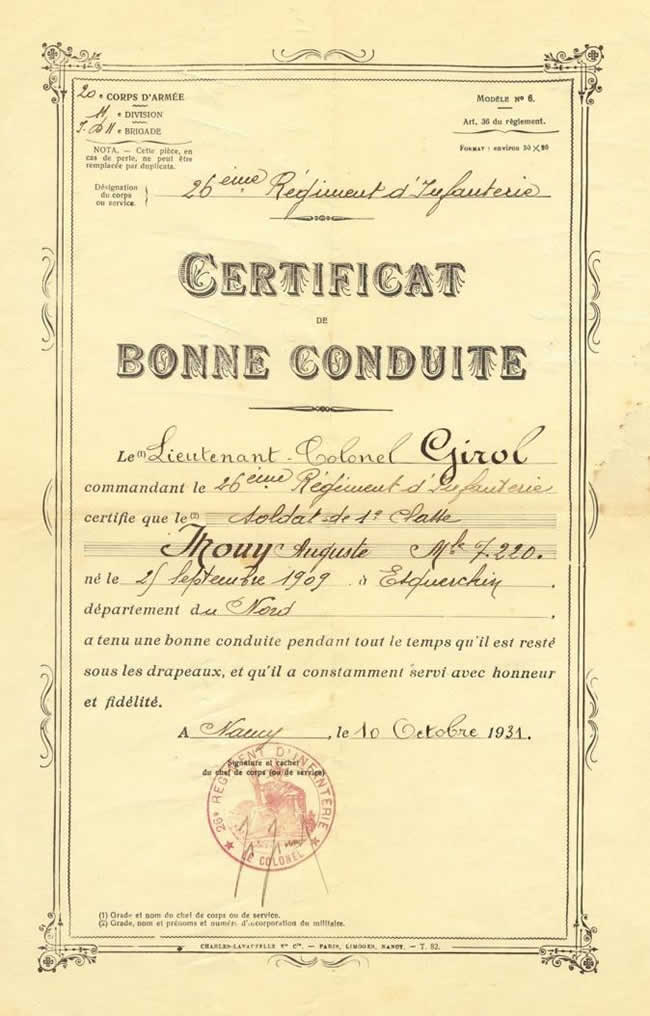 20e CORPS D'ARMÉE
11e DIVISION
I.D 11e BRIGADE
NOTA. — Cette pièce, en
cas de perte, ne peut être
remplacée par duplicata.
MODÈLE No 6.
Art. 36 du règlement.
FORMAT : environ 30 × 20
Désignation
du corps
ou service.
26ème Régiment d'Infanterie
CERTIFICAT
DE
BONNE CONDUITE
Le (1) Lieutenant-Colonel Girol
commandant le 26ème Régiment d'Infanterie
certifie que le (2) Soldat de 1e Classe
Mouy Auguste Mle 7.220.
né le 25 Septembre 1909 à Esquerchin,
département du Nord
a tenu une bonne conduite pendant tout le temps qu'il est resté
sous les drapeaux, et qu'il a constamment servi avec honneur
et fidélité.
A Nancy, le 10 Octobre 1931.
Signature et cachet
du chef de corps (ou de service)
26e REGIMENT D'INFANTERIE
LE COLONEL
(1) Grade et nom du chef de corps ou de service.
(2) Grade, nom et prénoms et numéro d'incorporation du militaire.
CHARLES-LAVAUZELLE & Cie. — PARIS, LIMOGES, NANCY. — T. 82.